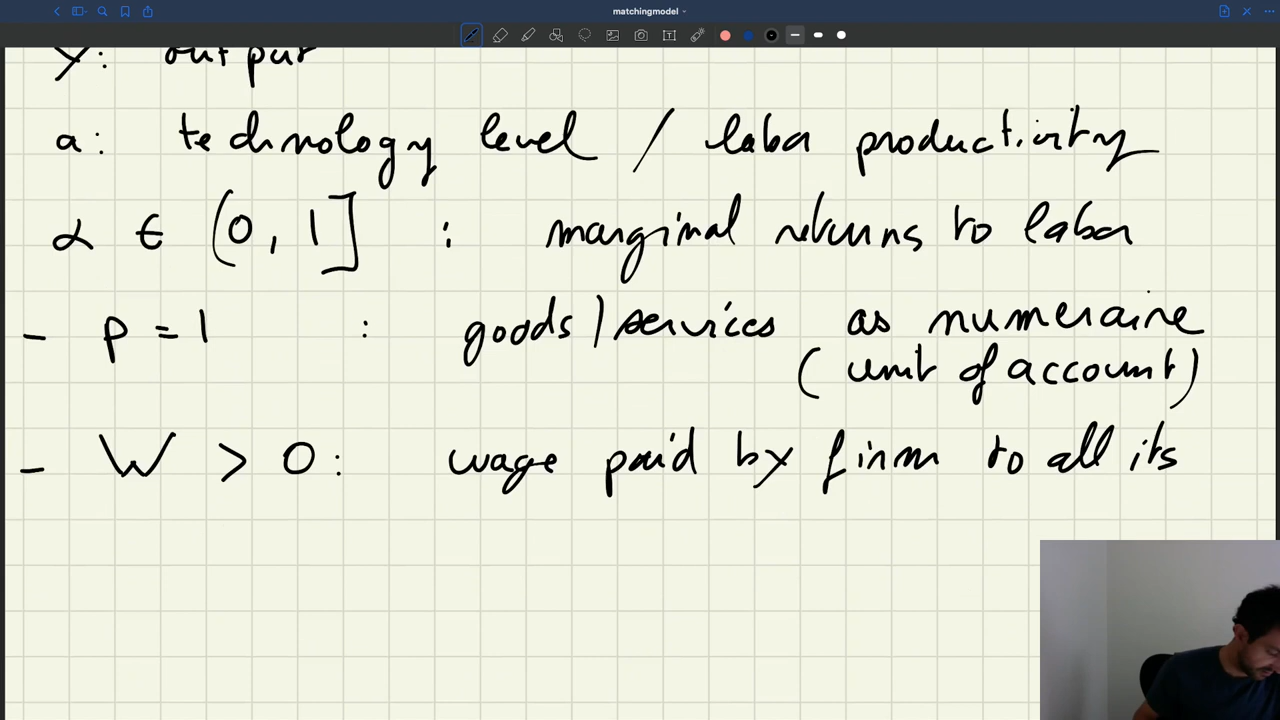 matchingmodel
y: output
a: technology level / labor productivity
α ∈ (0, 1] : marginal returns to labor
- p = 1 : goods/services as numeraire
(unit of account)
- W > 0: wage paid by firm to all its